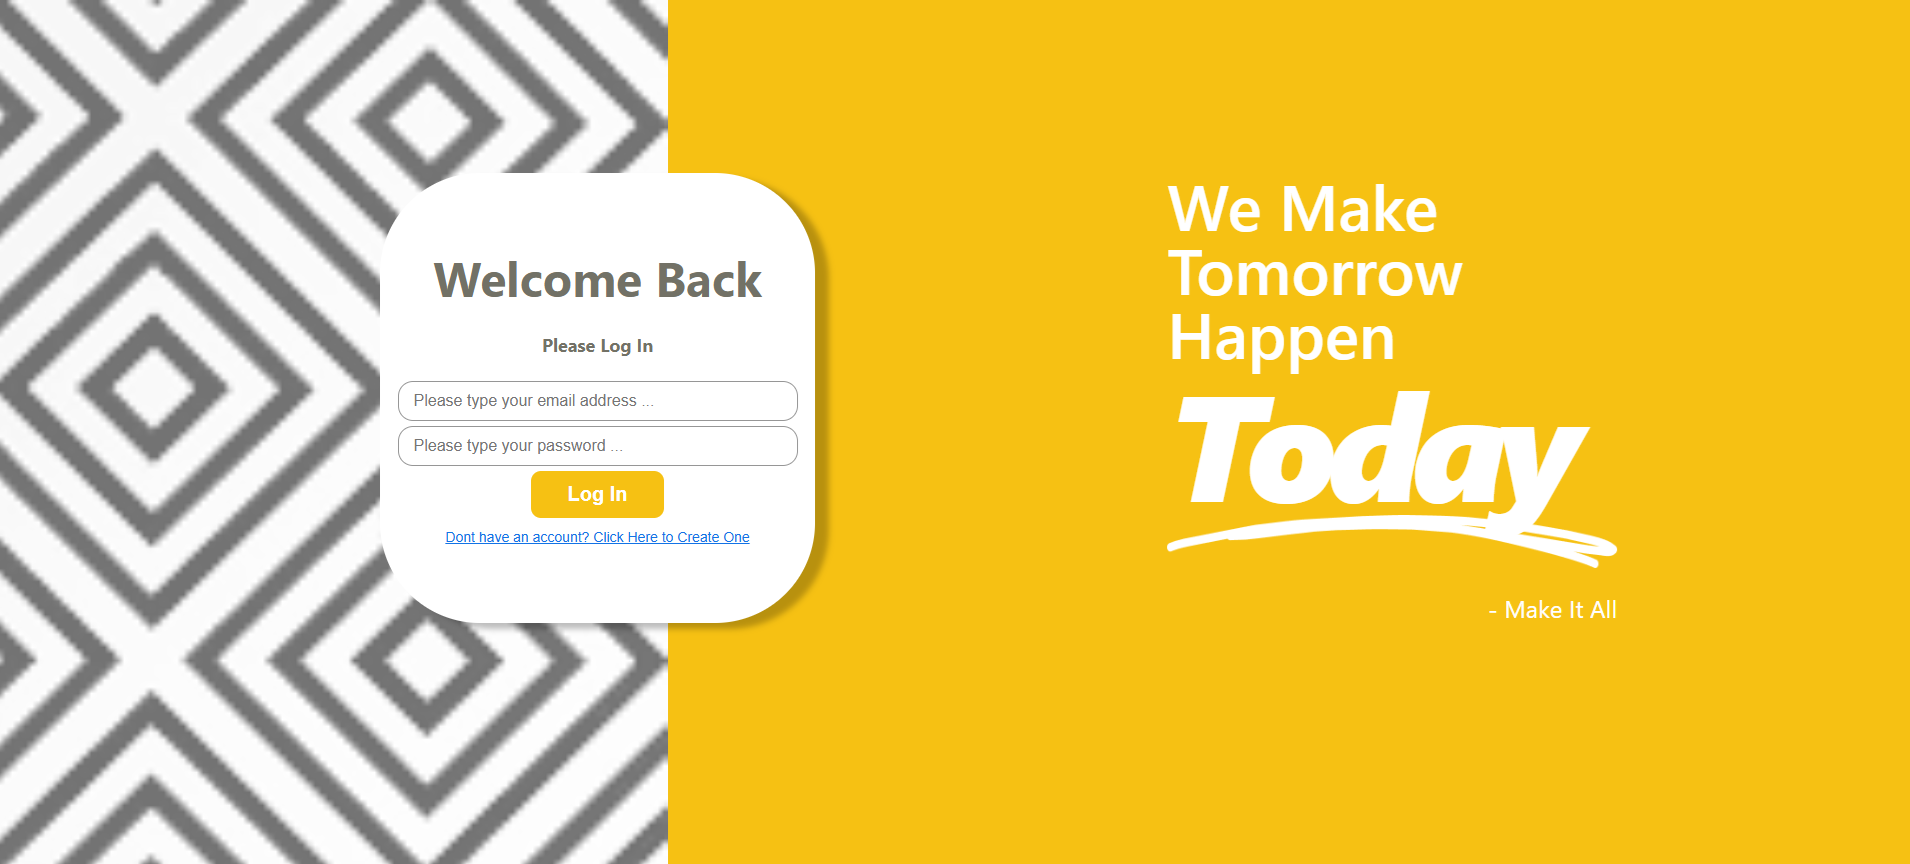 Welcome Back
Please Log In
Please type your email address ...
Please type your password ...
Log In
Dont have an account? Click Here to Create One
We Make
Tomorrow
Happen
Today
- Make It All